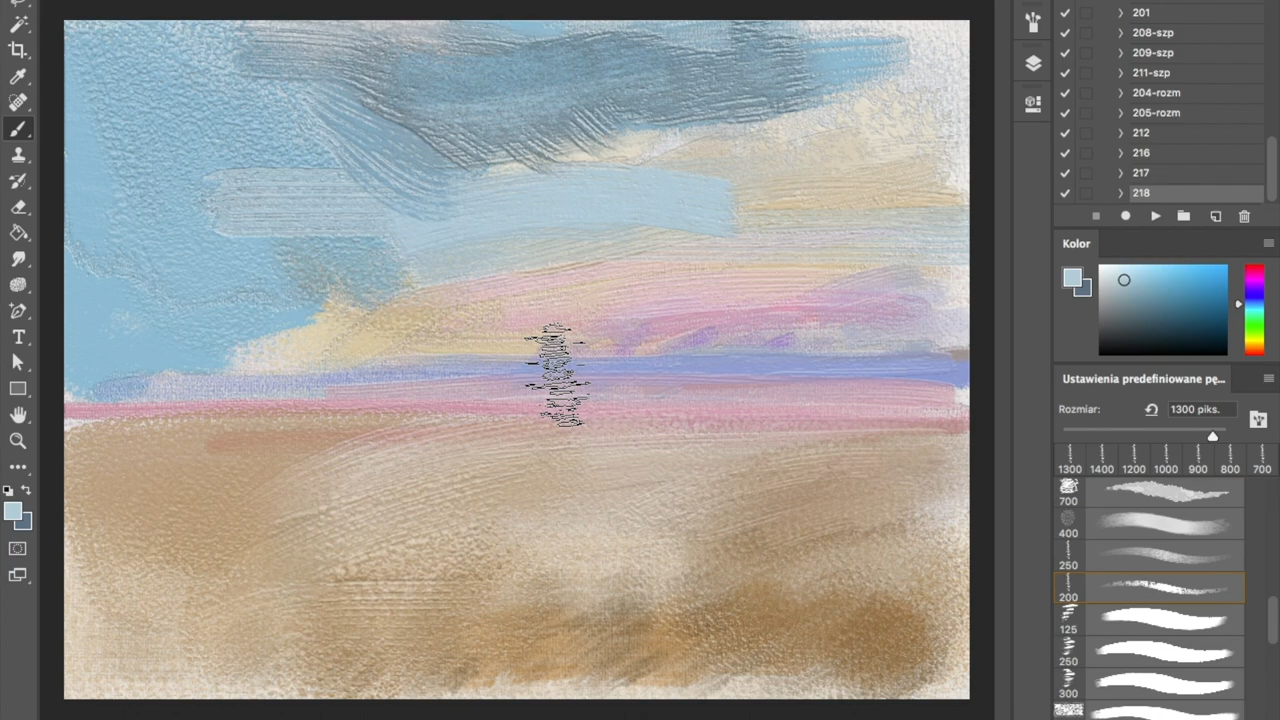 201
208-szp
209-szp
211-szp
204-rozm
205-rozm
212
216
217
218
Kolor
Ustawienia predefiniowane pę...
Rozmiar: 1300 piks.
1300 1400 1200 1000 900 800 700
700
400
250
200
125
250
300